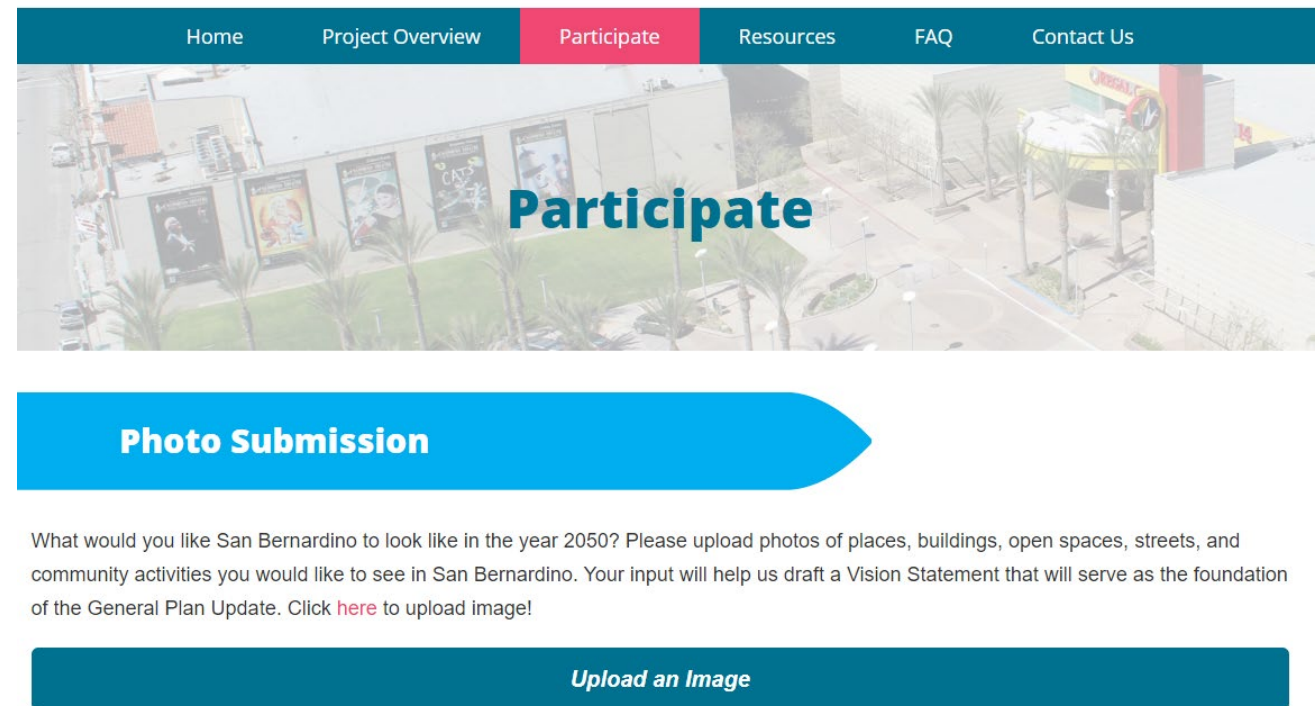 Home Project Overview Participate Resources FAQ Contact Us
REGAL
14
CATS
Participate
Photo Submission
What would you like San Bernardino to look like in the year 2050? Please upload photos of places, buildings, open spaces, streets, and
community activities you would like to see in San Bernardino. Your input will help us draft a Vision Statement that will serve as the foundation
of the General Plan Update. Click here to upload image!
Upload an Image